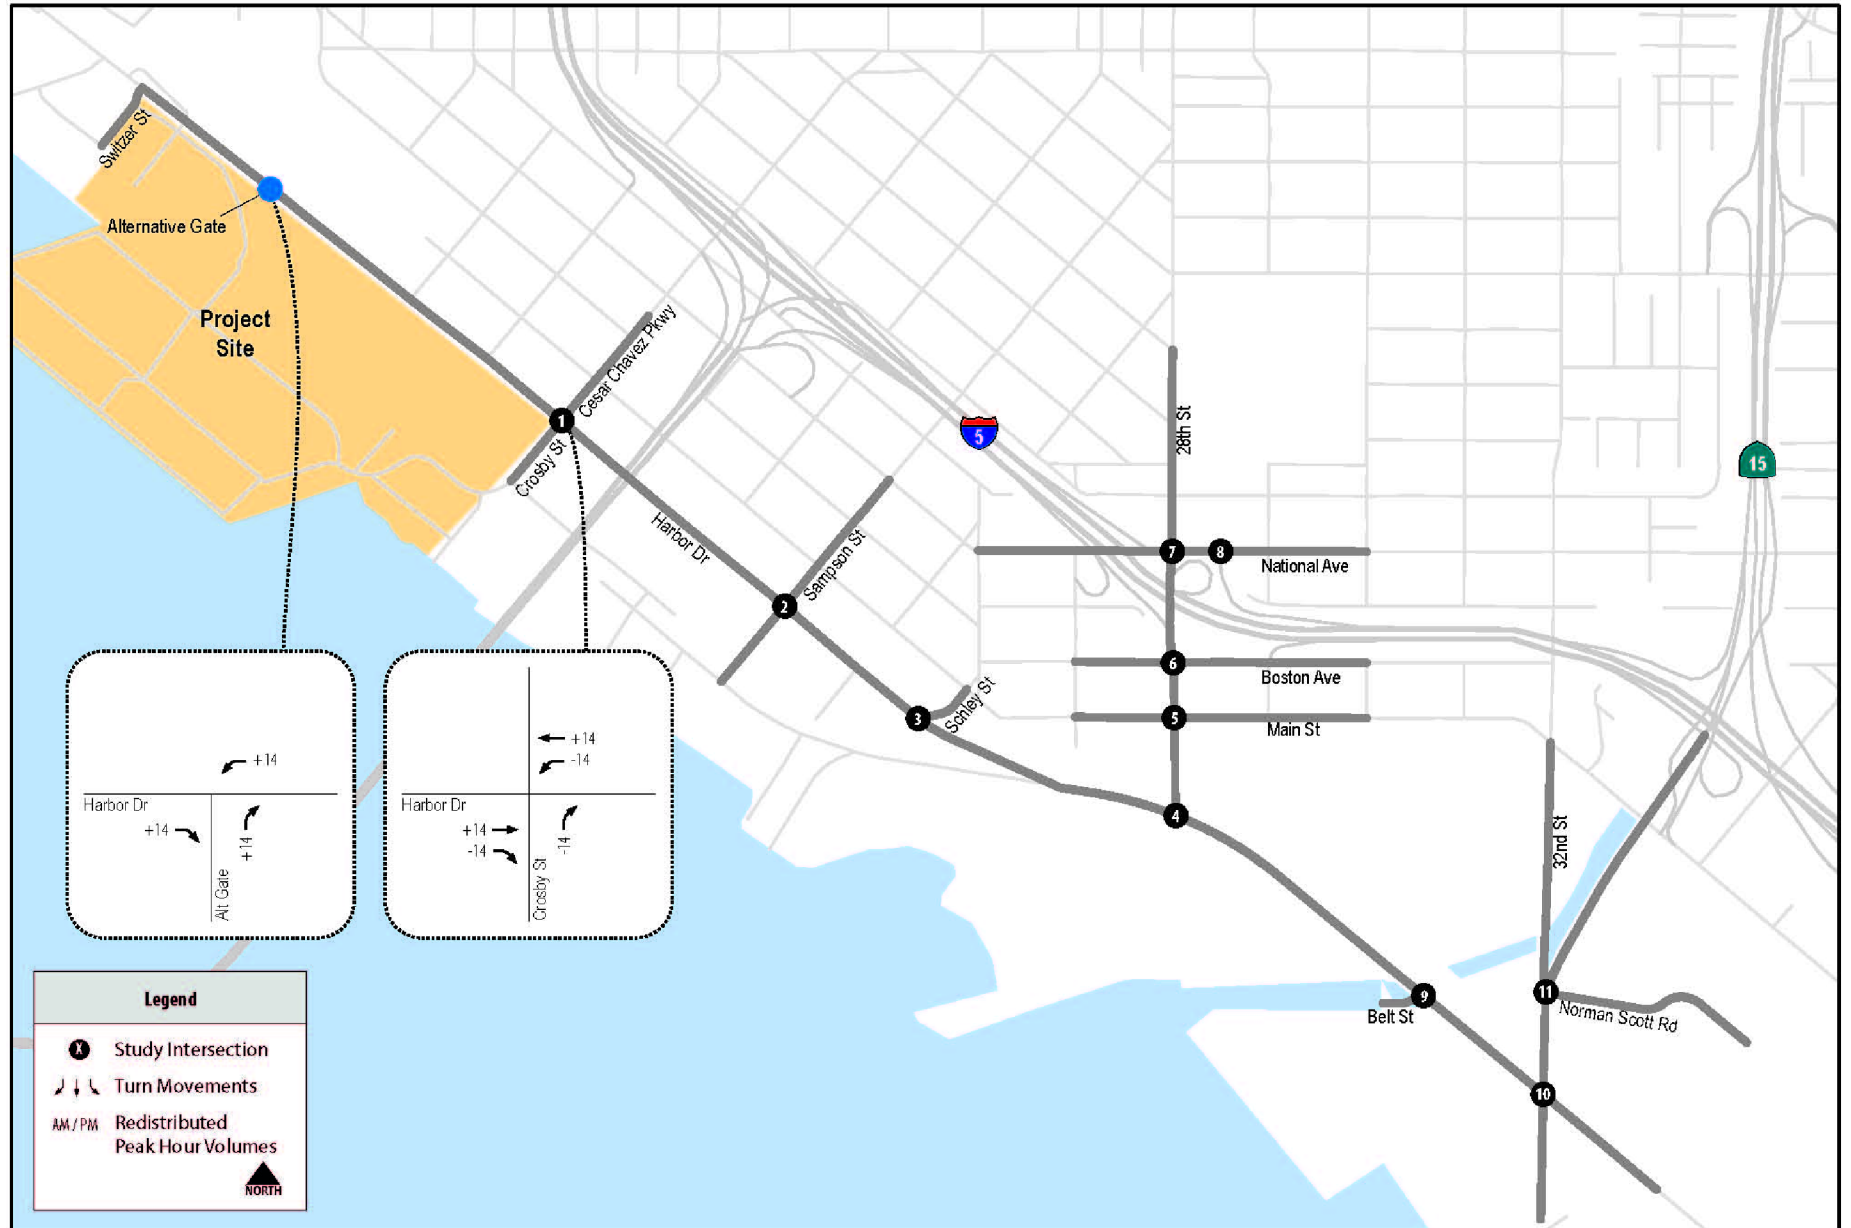 Switzer St
Alternative Gate
Project
Site
Cesar Chavez Pkwy
1
Crosby St
5
28th St
15
Harbor Dr
Sampson St
7
8
National Ave
2
6
Boston Ave
Schley St
3
5
Main St
4
32nd St
+14
Harbor Dr
+14
+14
Alt Gate
+14
-14
Harbor Dr
+14
-14
-14
Crosby St
9
Belt St
11
Norman Scott Rd
10
Legend
X Study Intersection
Turn Movements
AM / PM Redistributed
Peak Hour Volumes
NORTH